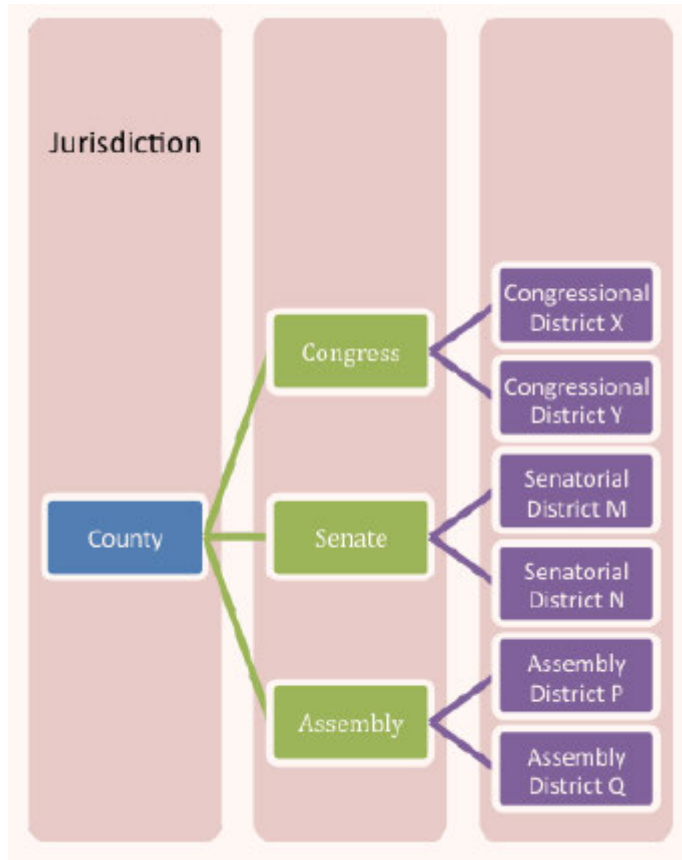 Jurisdiction
County
Congress
Senate
Assembly
Congressional
District X
Congressional
District Y
Senatorial
District M
Senatorial
District N
Assembly
District P
Assembly
District Q